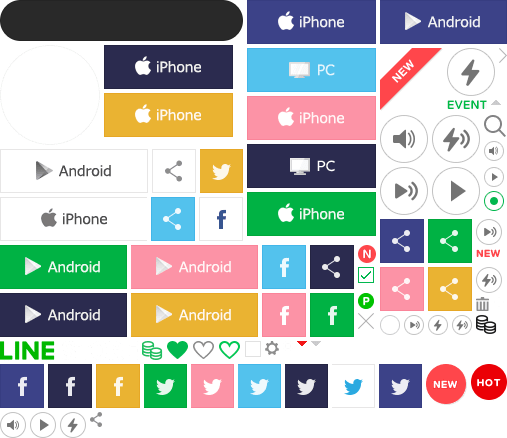 iPhone
Android
iPhone
PC
NEW
iPhone
iPhone
EVENT
PC
Android
iPhone
iPhone
Android
Android
N
NEW
Android
Android
P
LINE
NEW
HOT